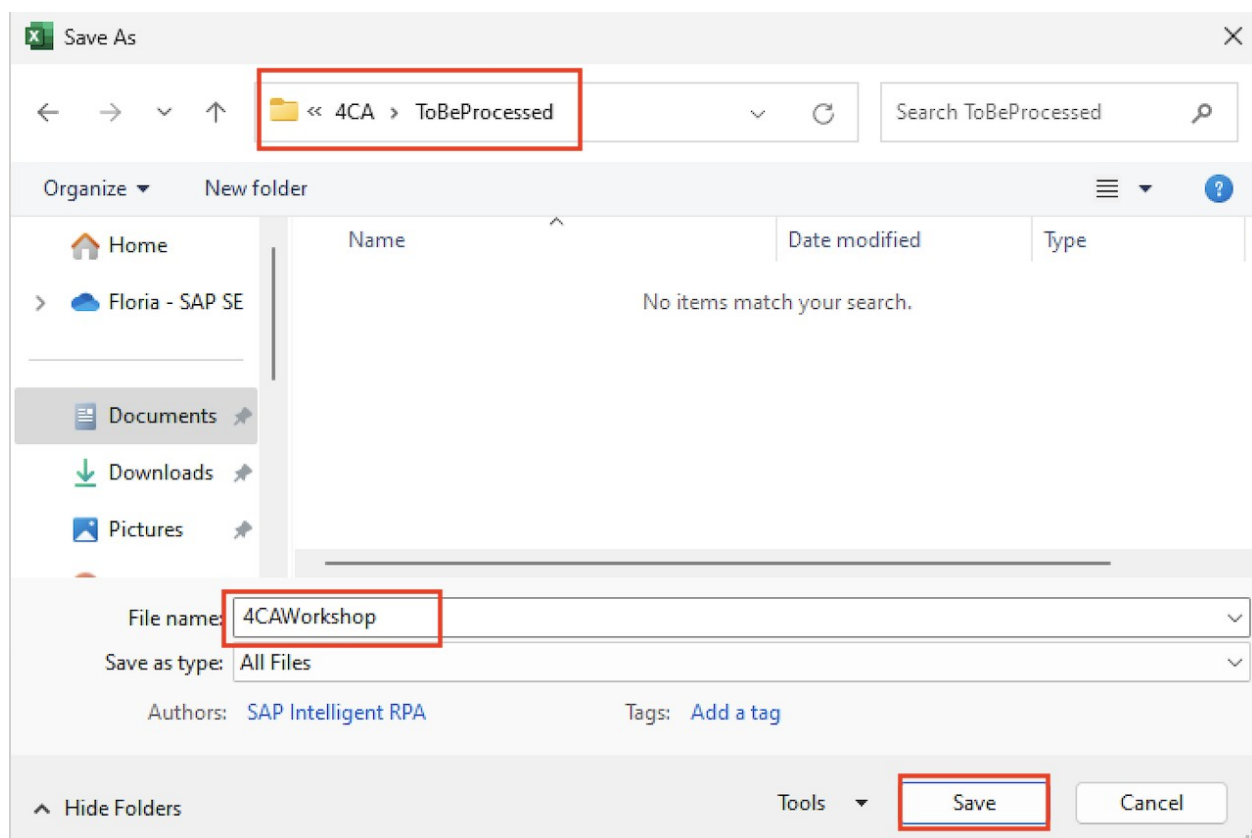 Save As
« 4CA > ToBeProcessed
Search ToBeProcessed
Organize
New folder
Home
Floria - SAP SE
Documents
Downloads
Pictures
Name
Date modified
Type
No items match your search.
File name: 4CAWorkshop
Save as type: All Files
Authors: SAP Intelligent RPA
Tags: Add a tag
Hide Folders
Tools
Save
Cancel